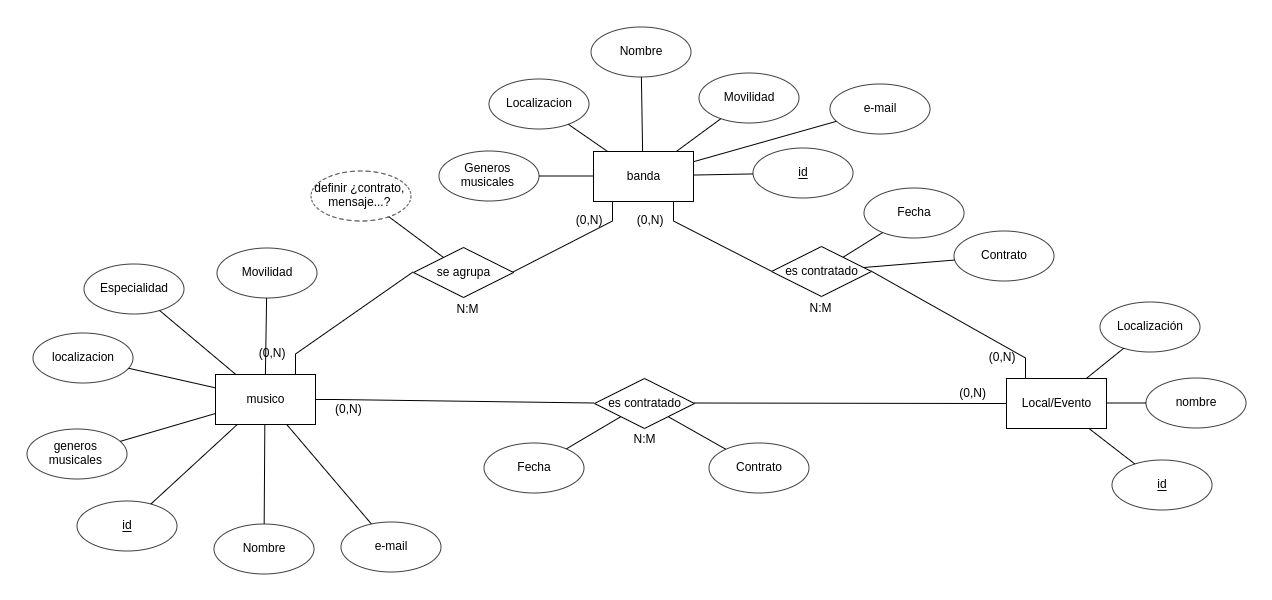 Nombre
Localizacion
Movilidad
e-mail
Generos
musicales
banda
id
definir ¿contrato,
mensaje...?
(0,N)
(0,N)
Fecha
Contrato
se agrupa
N:M
es contratado
N:M
Movilidad
Especialidad
localizacion
(0,N)
(0,N)
Localización
musico
(0,N)
es contratado
N:M
(0,N)
Local/Evento
nombre
generos
musicales
Fecha
Contrato
id
id
Nombre
e-mail